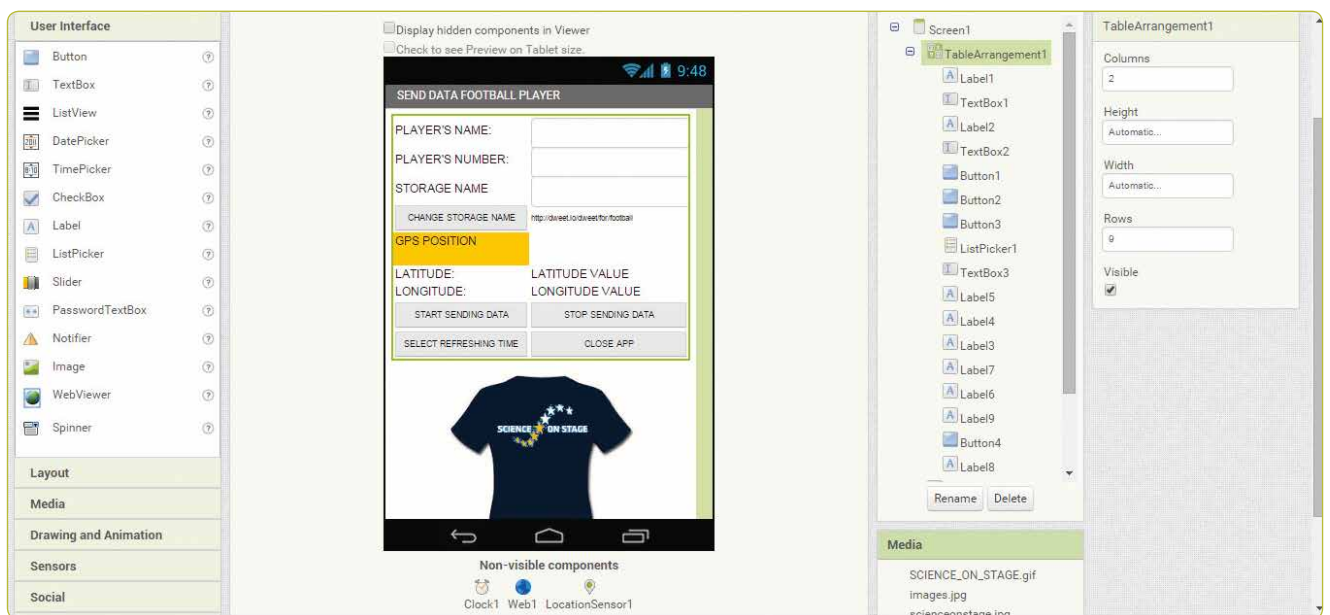 User Interface
Button
TextBox
ListView
DatePicker
TimePicker
CheckBox
Label
ListPicker
Slider
PasswordTextBox
Notifier
Image
WebViewer
Spinner
Layout
Media
Drawing and Animation
Sensors
Social
Display hidden components in Viewer
Check to see Preview on Tablet size.
9:48
SEND DATA FOOTBALL PLAYER
PLAYER'S NAME:
PLAYER'S NUMBER:
STORAGE NAME
CHANGE STORAGE NAME http://dweet.io/dweet/for/football
GPS POSITION
LATITUDE: LATITUDE VALUE
LONGITUDE: LONGITUDE VALUE
START SENDING DATA STOP SENDING DATA
SELECT REFRESHING TIME CLOSE APP
SCIENCE ON STAGE
Non-visible components
Clock1 Web1 LocationSensor1
Screen1
TableArrangement1
Label1
TextBox1
Label2
TextBox2
Button1
Button2
Button3
ListPicker1
TextBox3
Label5
Label4
Label3
Label7
Label6
Label9
Button4
Label8
Rename Delete
Media
SCIENCE_ON_STAGE.gif
images.jpg
scienceonstage.jpg
TableArrangement1
Columns
2
Height
Automatic...
Width
Automatic...
Rows
9
Visible